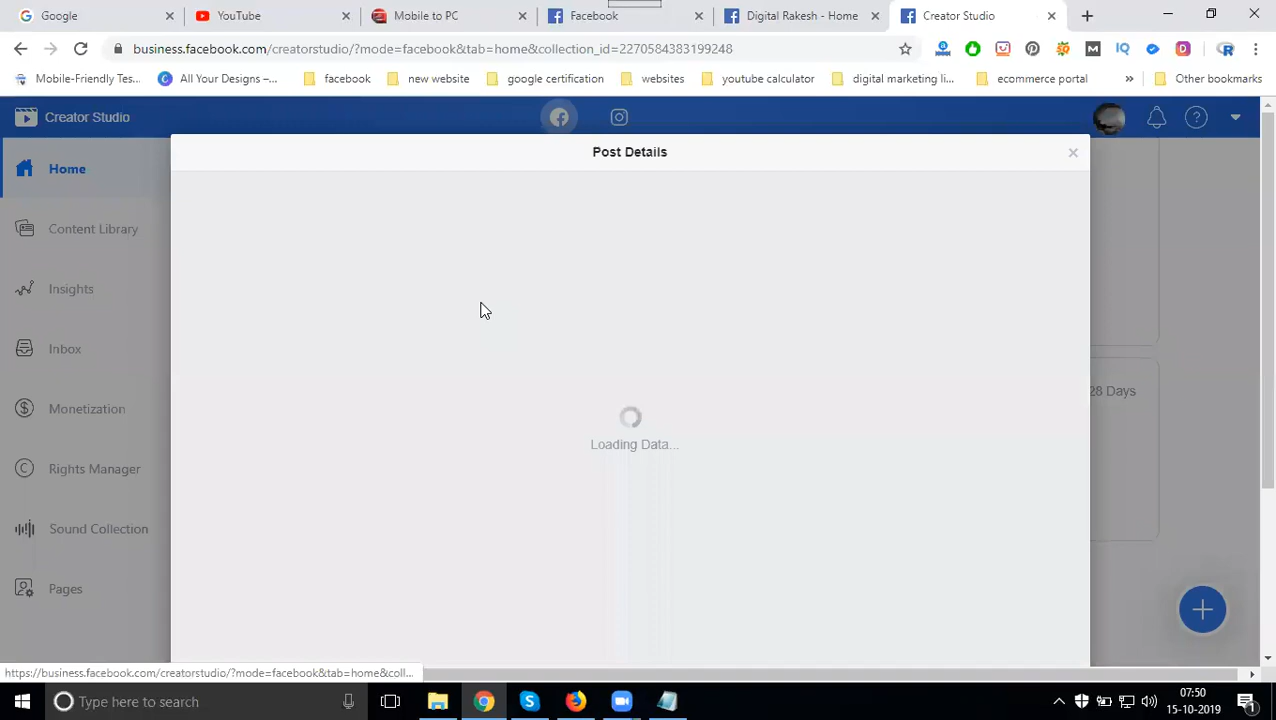 Google
YouTube
Mobile to PC
Facebook
Digital Rakesh - Home
Creator Studio
business.facebook.com/creatorstudio/?mode=facebook&tab=home&collection_id=2270584383199248
Mobile-Friendly Tes...
All Your Designs –...
facebook
new website
google certification
websites
youtube calculator
digital marketing li...
ecommerce portal
»
Other bookmarks
Creator Studio
Post Details
Home
Content Library
Insights
Inbox
28 Days
Monetization
Loading Data...
Rights Manager
Sound Collection
Pages
https://business.facebook.com/creatorstudio/?mode=facebook&tab=home&coll...
Type here to search
07:50
15-10-2019